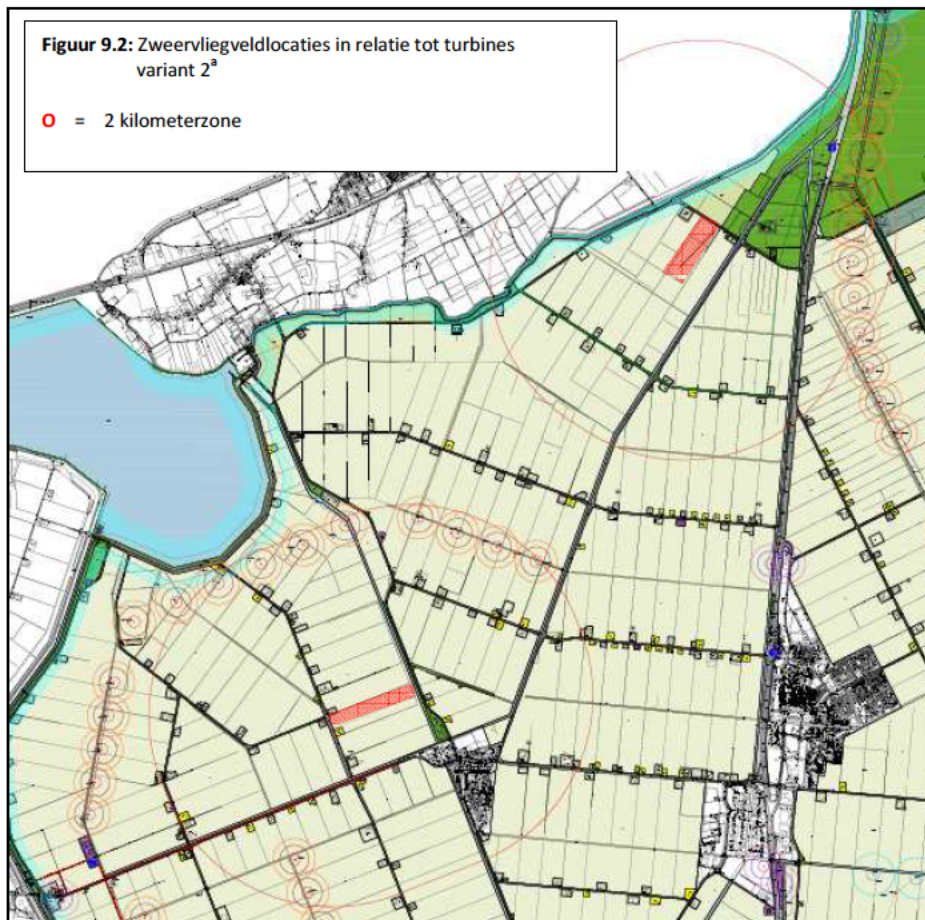 Figuur 9.2: Zweervliegveldlocaties in relatie tot turbines
variant 2ª
O = 2 kilometerzone